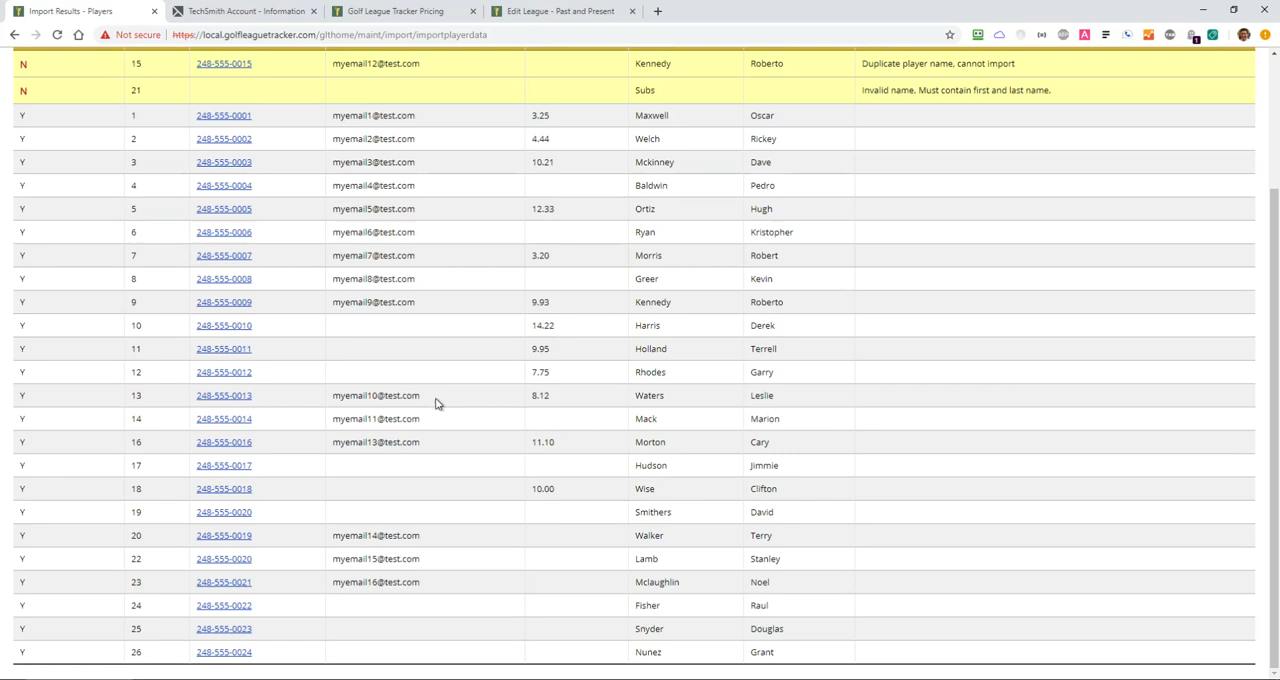 Import Results - Players
TechSmith Account - Information
Golf League Tracker Pricing
Edit League - Past and Present
Not secure
https://local.golfleaguetracker.com/glthome/maint/import/importplayerdata
N 15 248-555-0015 myemail12@test.com Kennedy Roberto Duplicate player name, cannot import
N 21 Subs Invalid name. Must contain first and last name.
Y 1 248-555-0001 myemail1@test.com 3.25 Maxwell Oscar
Y 2 248-555-0002 myemail2@test.com 4.44 Welch Rickey
Y 3 248-555-0003 myemail3@test.com 10.21 Mckinney Dave
Y 4 248-555-0004 myemail4@test.com Baldwin Pedro
Y 5 248-555-0005 myemail5@test.com 12.33 Ortiz Hugh
Y 6 248-555-0006 myemail6@test.com Ryan Kristopher
Y 7 248-555-0007 myemail7@test.com 3.20 Morris Robert
Y 8 248-555-0008 myemail8@test.com Greer Kevin
Y 9 248-555-0009 myemail9@test.com 9.93 Kennedy Roberto
Y 10 248-555-0010 14.22 Harris Derek
Y 11 248-555-0011 9.95 Holland Terrell
Y 12 248-555-0012 7.75 Rhodes Garry
Y 13 248-555-0013 myemail10@test.com 8.12 Waters Leslie
Y 14 248-555-0014 myemail11@test.com Mack Marion
Y 16 248-555-0016 myemail13@test.com 11.10 Morton Cary
Y 17 248-555-0017 Hudson Jimmie
Y 18 248-555-0018 10.00 Wise Clifton
Y 19 248-555-0020 Smithers David
Y 20 248-555-0019 myemail14@test.com Walker Terry
Y 22 248-555-0020 myemail15@test.com Lamb Stanley
Y 23 248-555-0021 myemail16@test.com Mclaughlin Noel
Y 24 248-555-0022 Fisher Raul
Y 25 248-555-0023 Snyder Douglas
Y 26 248-555-0024 Nunez Grant